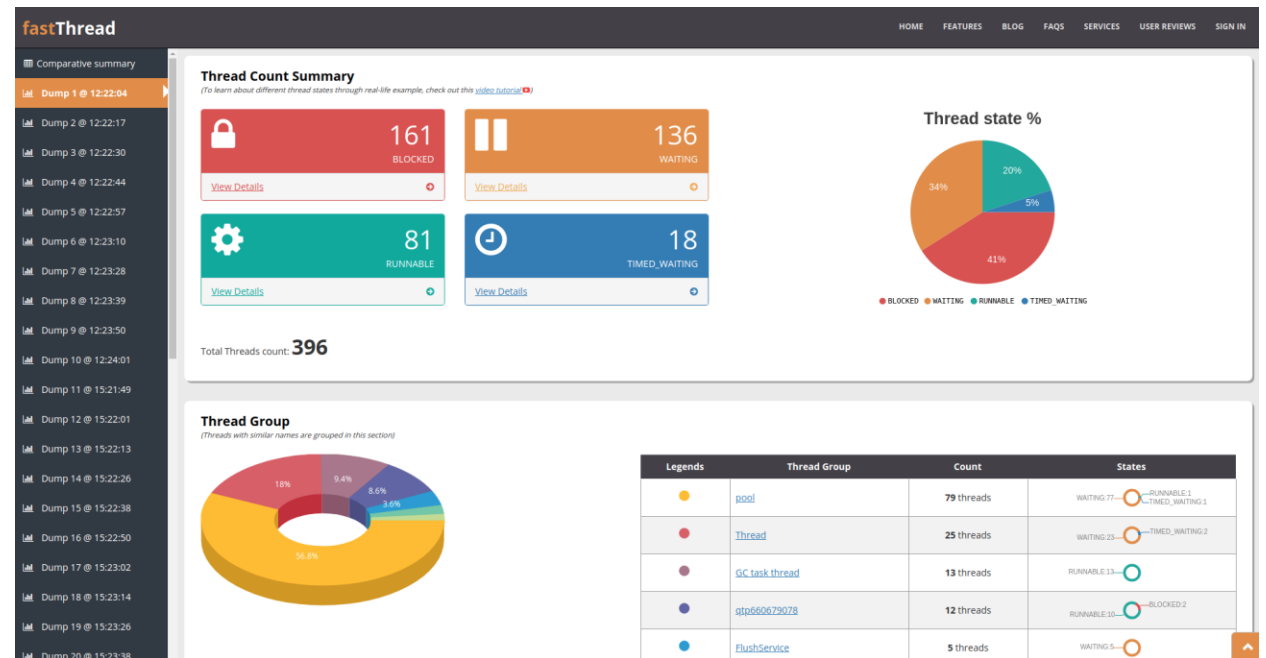 fastThread
HOME FEATURES BLOG FAQS SERVICES USER REVIEWS SIGN IN
Comparative summary
Dump 1 @ 12:22:04
Dump 2 @ 12:22:17
Dump 3 @ 12:22:30
Dump 4 @ 12:22:44
Dump 5 @ 12:22:57
Dump 6 @ 12:23:10
Dump 7 @ 12:23:28
Dump 8 @ 12:23:39
Dump 9 @ 12:23:50
Dump 10 @ 12:24:01
Dump 11 @ 15:21:49
Dump 12 @ 15:22:01
Dump 13 @ 15:22:13
Dump 14 @ 15:22:26
Dump 15 @ 15:22:38
Dump 16 @ 15:22:50
Dump 17 @ 15:23:02
Dump 18 @ 15:23:14
Dump 19 @ 15:23:26
Dump 20 @ 15:23:38
Thread Count Summary
(To learn about different thread states through real-life example, check out this video tutorial)
161
BLOCKED
View Details
136
WAITING
View Details
81
RUNNABLE
View Details
18
TIMED_WAITING
View Details
Total Threads count: 396
Thread state %
34%
20%
5%
41%
BLOCKED WAITING RUNNABLE TIMED_WAITING
Thread Group
(Threads with similar names are grouped in this section)
18%
9.4%
8.6%
3.6%
56.8%
Legends Thread Group Count States
pool 79 threads WAITING:77 RUNNABLE:1 TIMED_WAITING:1
Thread 25 threads WAITING:23 TIMED_WAITING:2
GC task thread 13 threads RUNNABLE:13
qtp660679078 12 threads RUNNABLE:10 BLOCKED:2
FlushService 5 threads WAITING:5